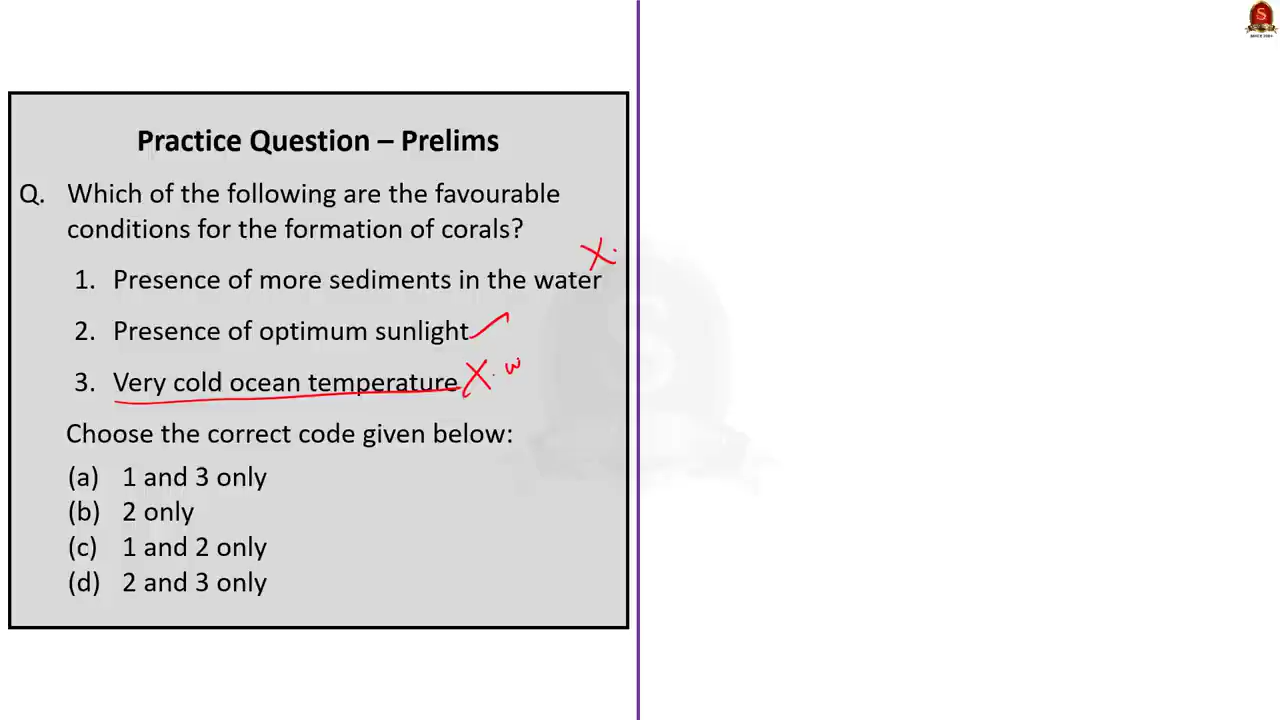 Practice Question – Prelims
Q. Which of the following are the favourable
conditions for the formation of corals?
1. Presence of more sediments in the water
2. Presence of optimum sunlight
3. Very cold ocean temperature w
Choose the correct code given below:
(a) 1 and 3 only
(b) 2 only
(c) 1 and 2 only
(d) 2 and 3 only
S